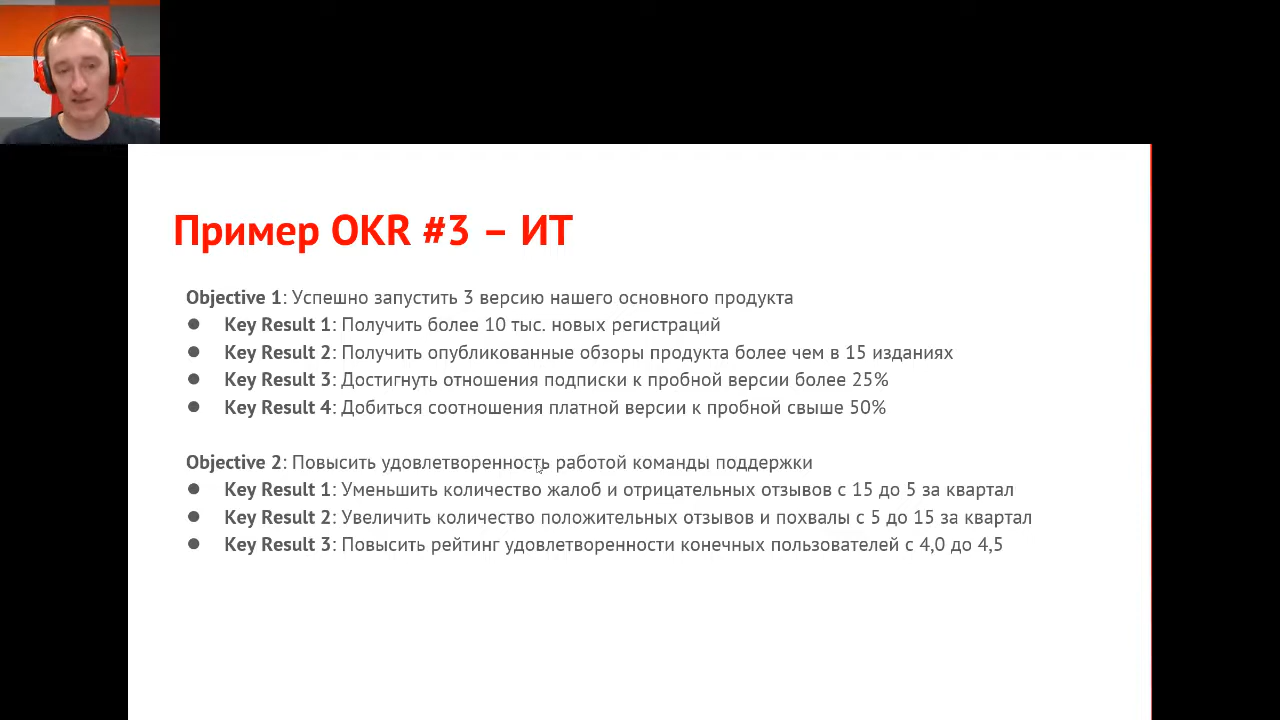 Пример OKR #3 – ИТ
Objective 1: Успешно запустить 3 версию нашего основного продукта
● Key Result 1: Получить более 10 тыс. новых регистраций
● Key Result 2: Получить опубликованные обзоры продукта более чем в 15 изданиях
● Key Result 3: Достигнуть отношения подписки к пробной версии более 25%
● Key Result 4: Добиться соотношения платной версии к пробной свыше 50%
Objective 2: Повысить удовлетворенность работой команды поддержки
● Key Result 1: Уменьшить количество жалоб и отрицательных отзывов с 15 до 5 за квартал
● Key Result 2: Увеличить количество положительных отзывов и похвалы с 5 до 15 за квартал
● Key Result 3: Повысить рейтинг удовлетворенности конечных пользователей с 4,0 до 4,5